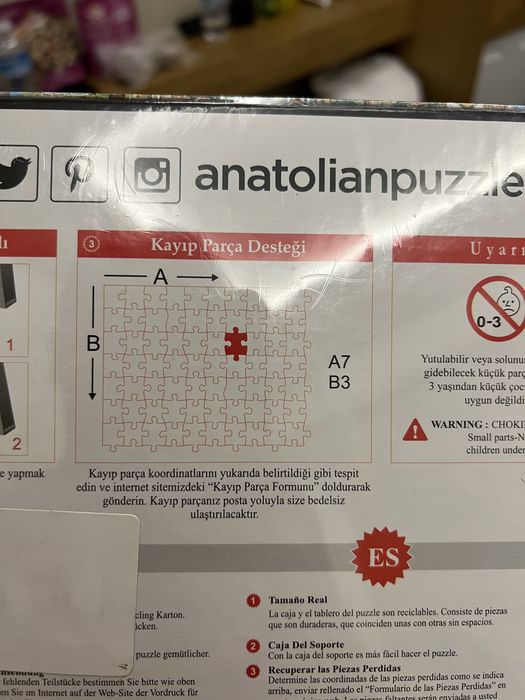 anatolianpuzzle
lı
3
Kayıp Parça Desteği
Uyarı
A
B
A7
B3
1
2
0-3
Yutulabilir veya solunu
gidebilecek küçük parç
3 yaşından küçük çoc
uygun değildi
WARNING : CHOKI
Small parts-N
children under
e yapmak
Kayıp parça koordinatlarını yukarıda belirtildiği gibi tespit
edin ve internet sitemizdeki “Kayıp Parça Formunu” doldurarak
gönderin. Kayıp parçanız posta yoluyla size bedelsiz
ulaştırılacaktır.
ES
cling Karton.
icken.
puzzle gemütlicher.
fehlenden Teilstücke bestimmen Sie bitte wie oben
en Sie im Internet auf der Web-Site der Vordruck für
1 Tamaño Real
La caja y el tablero del puzzle son reciclables. Consiste de piezas
que son duraderas, que coinciden unas con otras sin espacios.
2 Caja Del Soporte
Con la caja del soporte es más fácil hacer el puzzle.
3 Recuperar las Piezas Perdidas
Determine las coordinadas de las piezas perdidas como se indica
arriba, enviar rellenado el “Formulario de las Piezas Perdidas” en